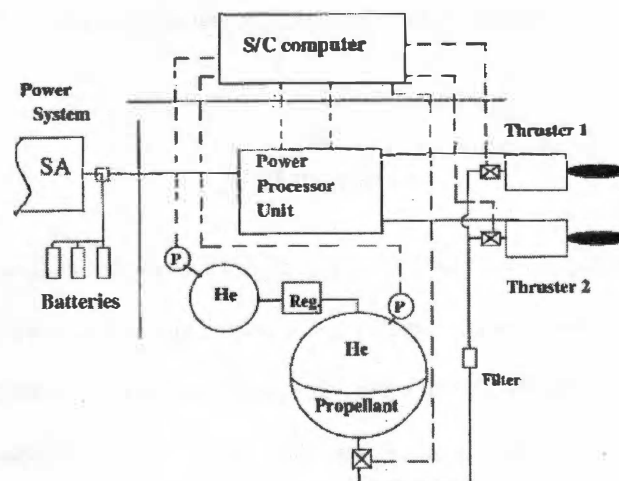 S/C computer
Power
System
SA
Batteries
Power
Processor
Unit
Thruster 1
Thruster 2
P
He
Reg.
P
He
Propellant
Filter